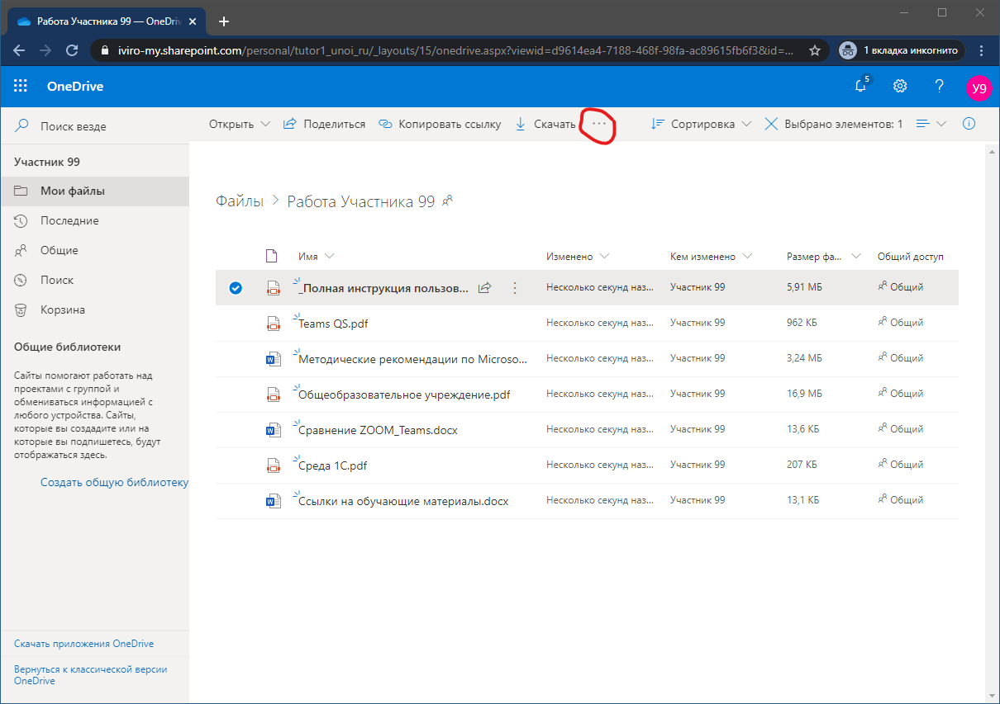 Работа Участника 99 — OneDriv
iviro-my.sharepoint.com/personal/tutor1_unoi_ru/_layouts/15/onedrive.aspx?viewid=d9614ea4-7188-468f-98fa-ac89615fb6f3&id=...
1 вкладка инкогнито
OneDrive
5
?
У9
Поиск везде
Открыть
Поделиться
Копировать ссылку
Скачать
...
Сортировка
Выбрано элементов: 1
Участник 99
Мои файлы
Последние
Общие
Поиск
Корзина
Общие библиотеки
Сайты помогают работать над
проектами с группой и
обмениваться информацией с
любого устройства. Сайты,
которые вы создадите или на
которые вы подпишетесь, будут
отображаться здесь.
Создать общую библиотеку
Скачать приложения OneDrive
Вернуться к классической версии
OneDrive
Файлы > Работа Участника 99
Имя Изменено Кем изменено Размер фа... Общий доступ
_Полная инструкция пользов... Несколько секунд наз... Участник 99 5,91 МБ Общий
Teams QS.pdf Несколько секунд наз... Участник 99 962 КБ Общий
Методические рекомендации по Microso... Несколько секунд наз... Участник 99 3,24 МБ Общий
Общеобразовательное учреждение.pdf Несколько секунд наз... Участник 99 16,9 МБ Общий
Сравнение ZOOM_Teams.docx Несколько секунд наз... Участник 99 13,6 КБ Общий
Среда 1С.pdf Несколько секунд наз... Участник 99 207 КБ Общий
Ссылки на обучающие материалы.docx Несколько секунд наз... Участник 99 13,1 КБ Общий